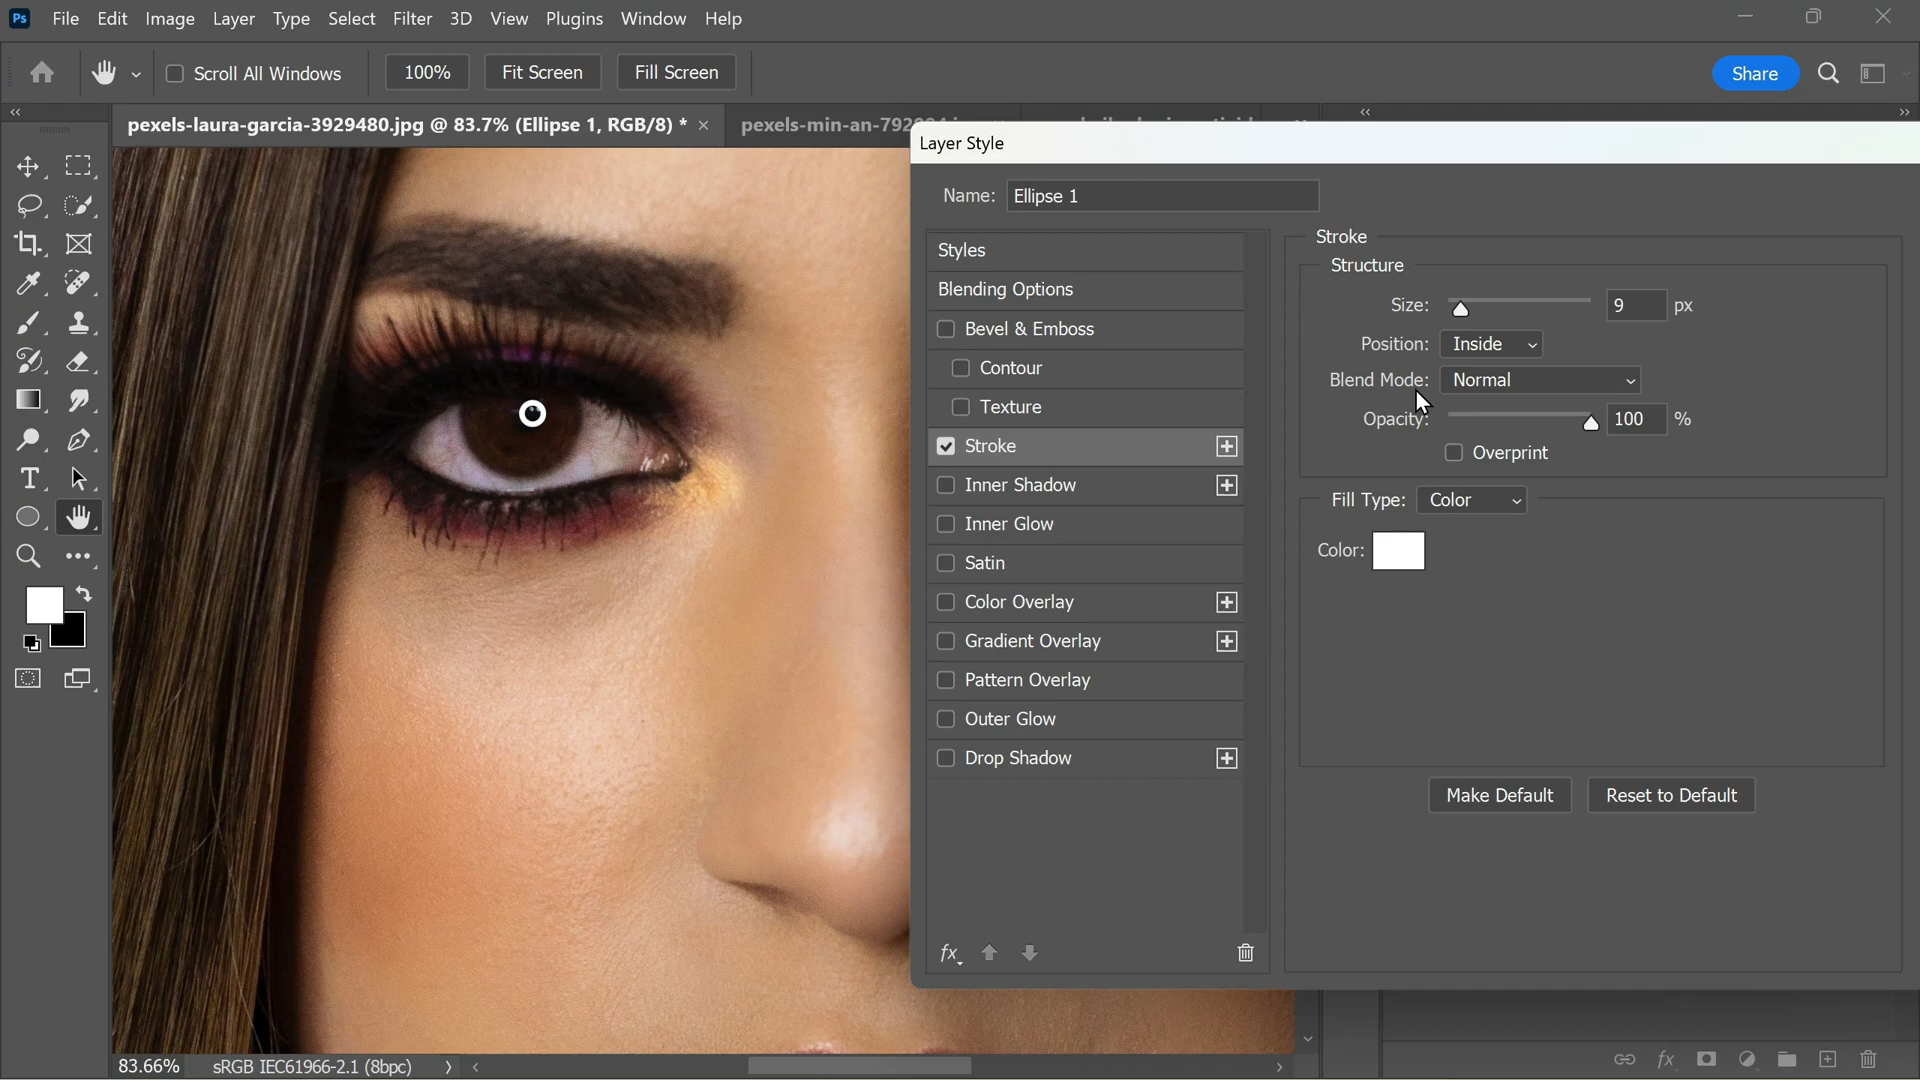 Ps File Edit Image Layer Type Select Filter 3D View Plugins Window Help
Scroll All Windows 100% Fit Screen Fill Screen Share
pexels-laura-garcia-3929480.jpg @ 83.7% (Ellipse 1, RGB/8) * × pexels-min-an-792
Layer Style
Name: Ellipse 1
Styles
Blending Options
Bevel & Emboss
Contour
Texture
Stroke
Inner Shadow
Inner Glow
Satin
Color Overlay
Gradient Overlay
Pattern Overlay
Outer Glow
Drop Shadow
fx
Stroke
Structure
Size: 9 px
Position: Inside
Blend Mode: Normal
Opacity: 100 %
Overprint
Fill Type: Color
Color:
Make Default Reset to Default
T
83.66% sRGB IEC61966-2.1 (8bpc)
fx